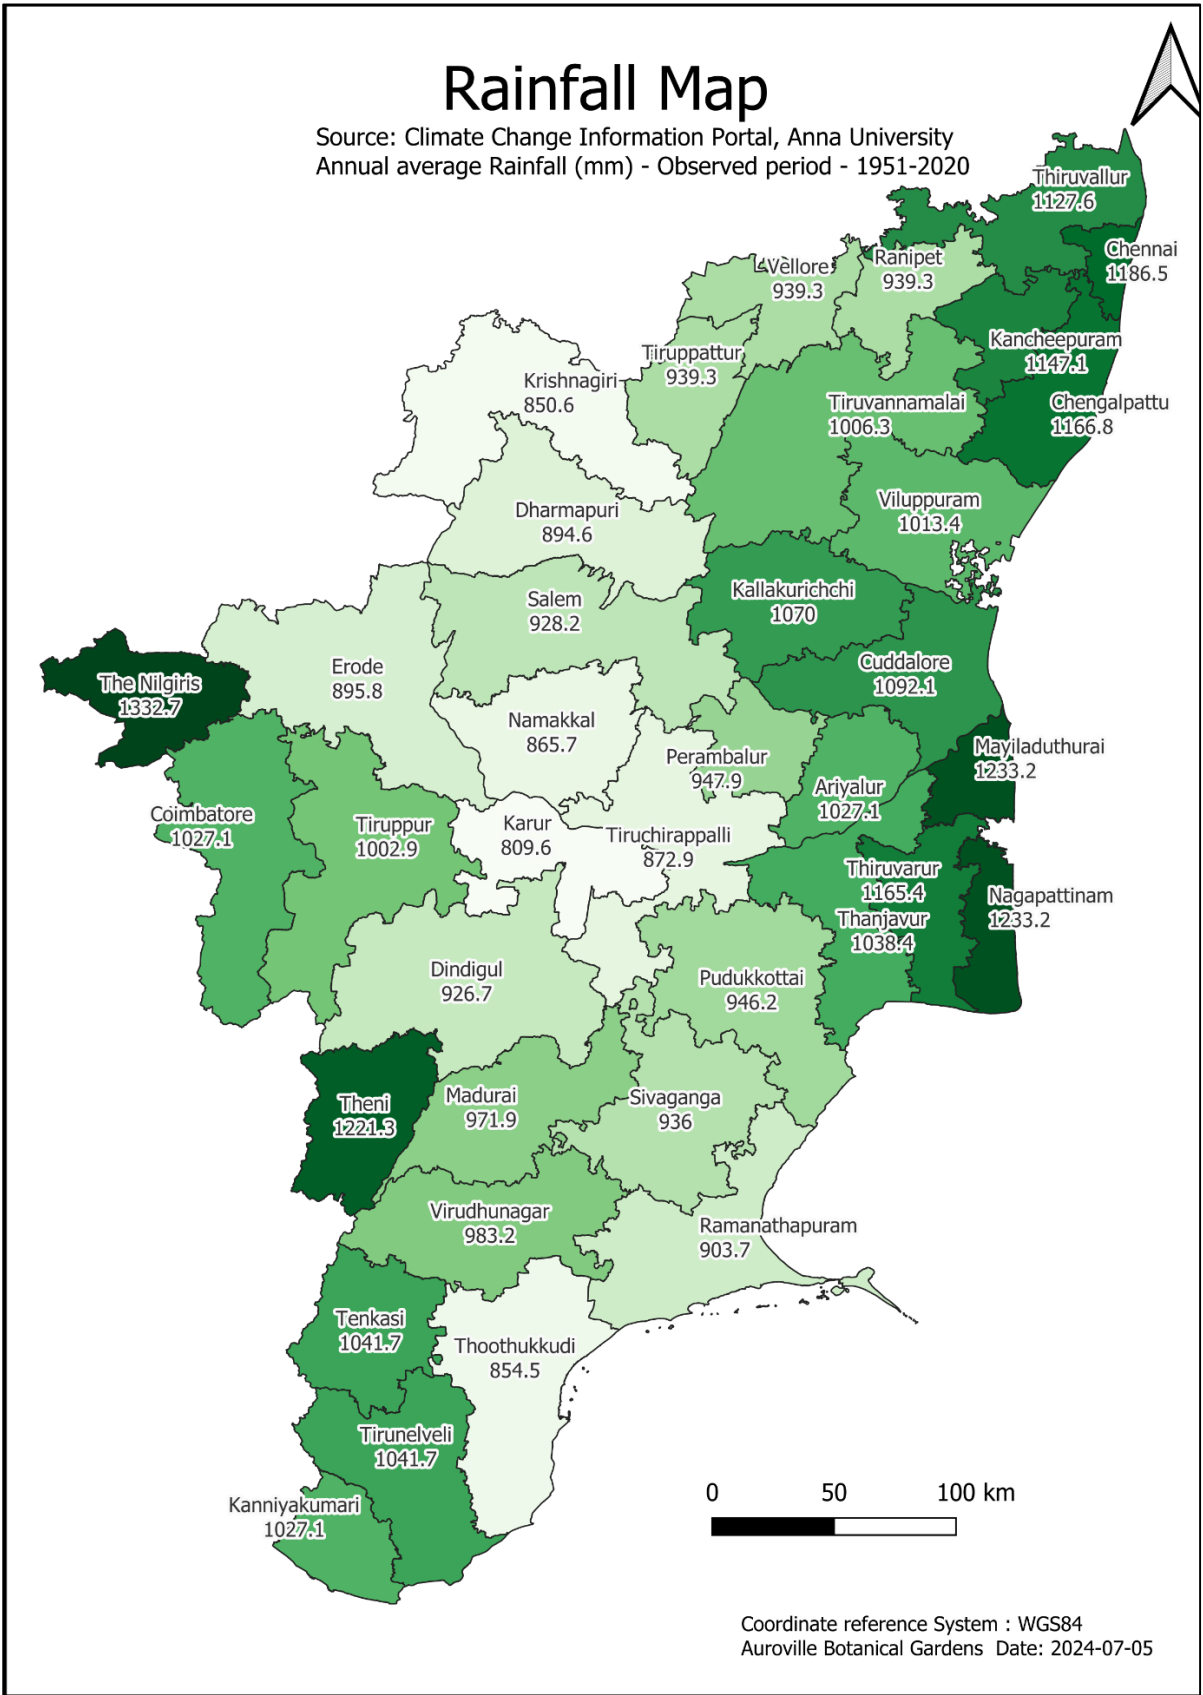 Rainfall Map
Source: Climate Change Information Portal, Anna University
Annual average Rainfall (mm) - Observed period - 1951-2020
Thiruvallur
1127.6
Chennai
1186.5
Vellore
939.3
Ranipet
939.3
Kancheepuram
1147.1
Tiruppattur
939.3
Krishnagiri
850.6
Chengalpattu
1166.8
Tiruvannamalai
1006.3
Viluppuram
1013.4
Dharmapuri
894.6
Kallakurichchi
1070
Salem
928.2
Cuddalore
1092.1
Erode
895.8
The Nilgiris
1332.7
Namakkal
865.7
Mayiladuthurai
1233.2
Perambalur
947.9
Ariyalur
1027.1
Coimbatore
1027.1
Tiruppur
1002.9
Karur
809.6
Tiruchirappalli
872.9
Thiruvarur
1165.4
Nagapattinam
1233.2
Thanjavur
1038.4
Dindigul
926.7
Pudukkottai
946.2
Theni
1221.3
Madurai
971.9
Sivaganga
936
Virudhunagar
983.2
Ramanathapuram
903.7
Tenkasi
1041.7
Thoothukkudi
854.5
Tirunelveli
1041.7
Kanniyakumari
1027.1
0 50 100 km
Coordinate reference System : WGS84
Auroville Botanical Gardens Date: 2024-07-05